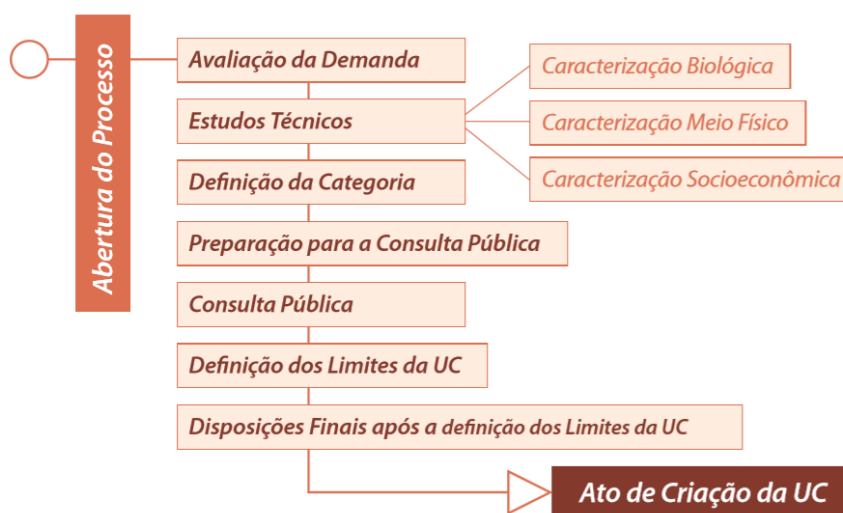 Abertura do Processo
Avaliação da Demanda
Estudos Técnicos
Caracterização Biológica
Caracterização Meio Físico
Caracterização Socioeconômica
Definição da Categoria
Preparação para a Consulta Pública
Consulta Pública
Definição dos Limites da UC
Disposições Finais após a definição dos Limites da UC
Ato de Criação da UC